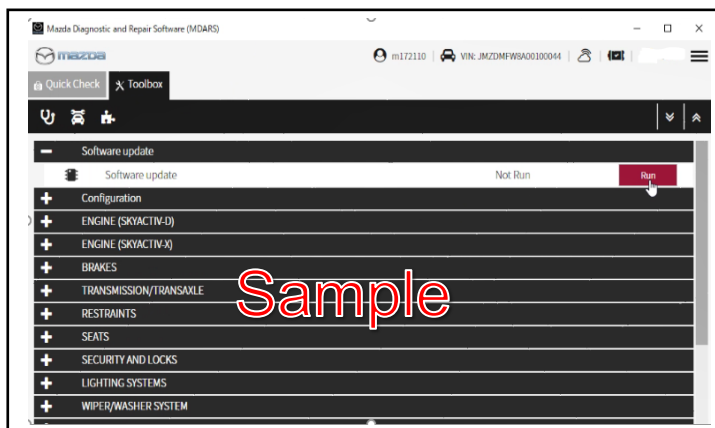 Mazda Diagnostic and Repair Software (MDARS)
mazda m172110 VIN: JMZDMFW8A00100044
Quick Check Toolbox
Software update
Software update Not Run Run
Configuration
ENGINE (SKYACTIV-D)
ENGINE (SKYACTIV-X)
BRAKES
TRANSMISSION/TRANSAXLE
RESTRAINTS
SEATS
SECURITY AND LOCKS
LIGHTING SYSTEMS
WIPER/WASHER SYSTEM
Sample